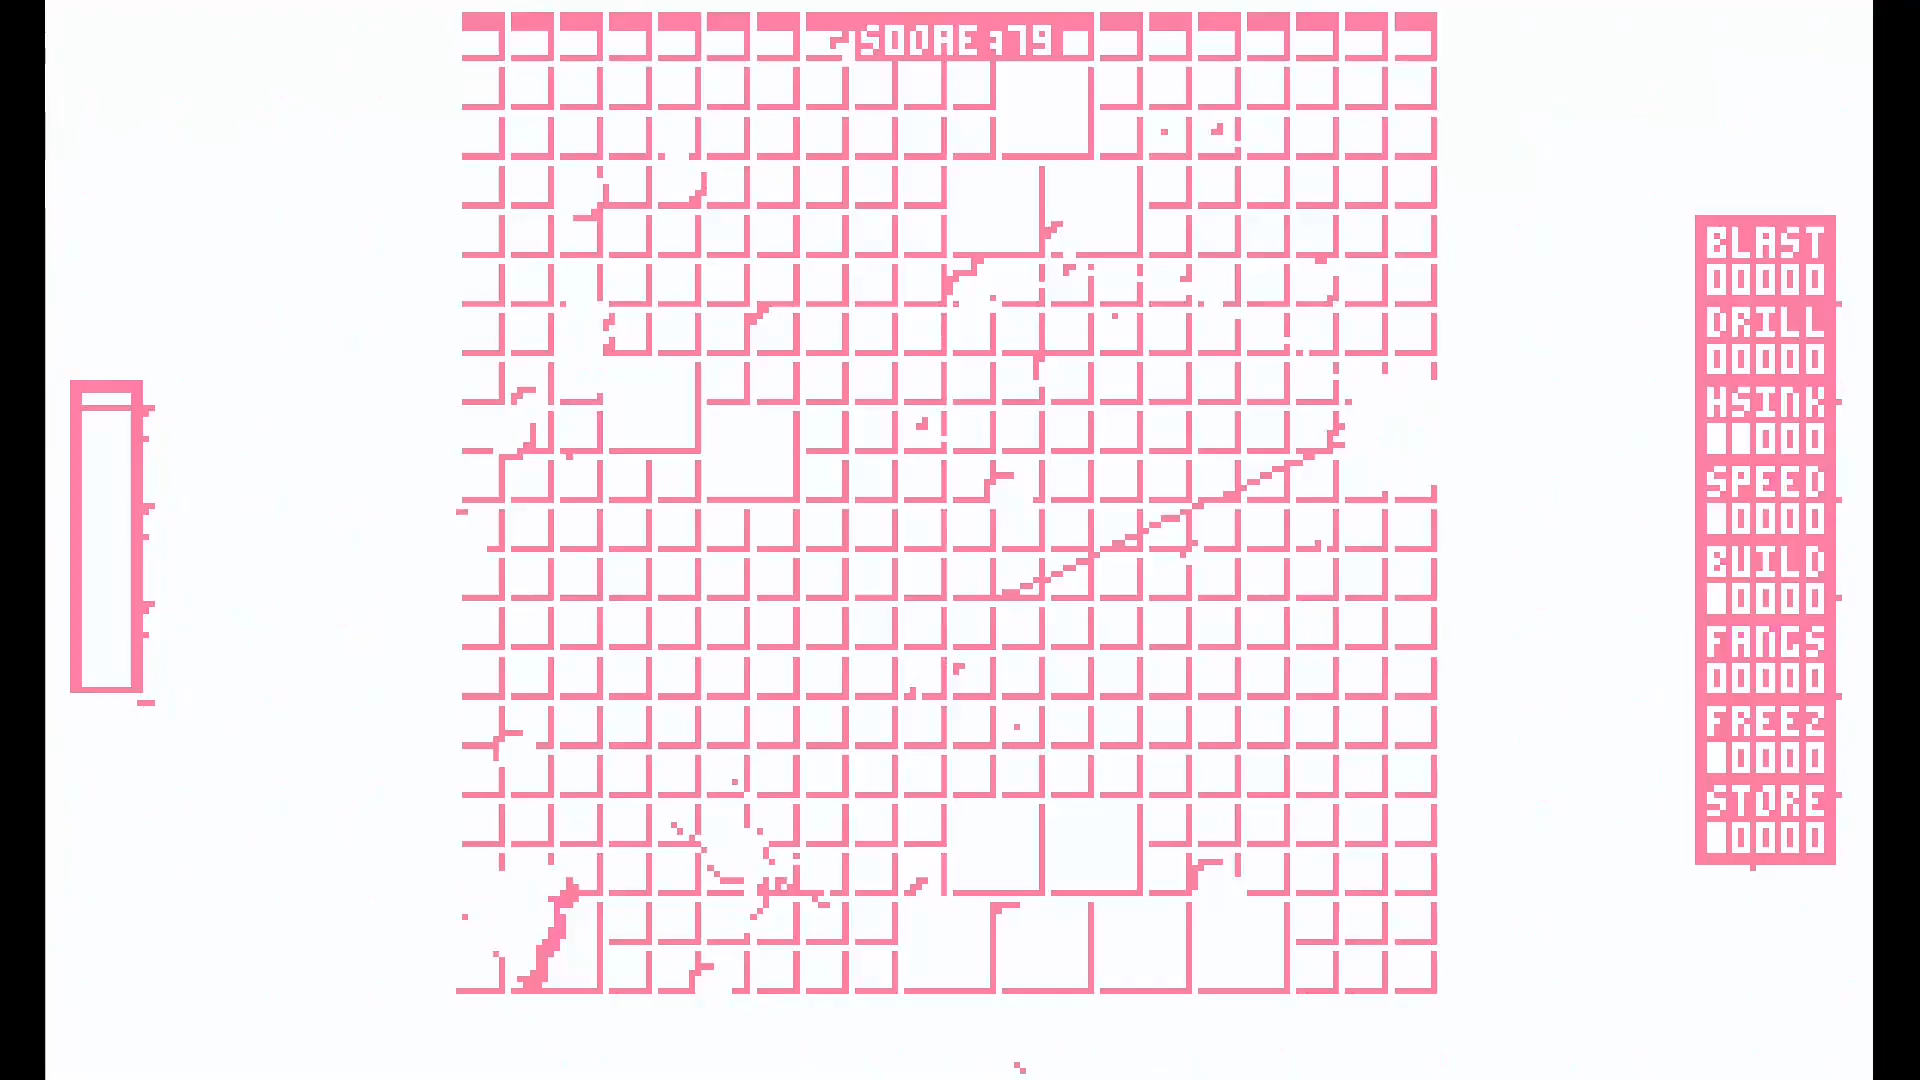 SCORE:79
BLAST
DRILL
HSINK
SPEED
BUILD
FANGS
FREEZ
STORE